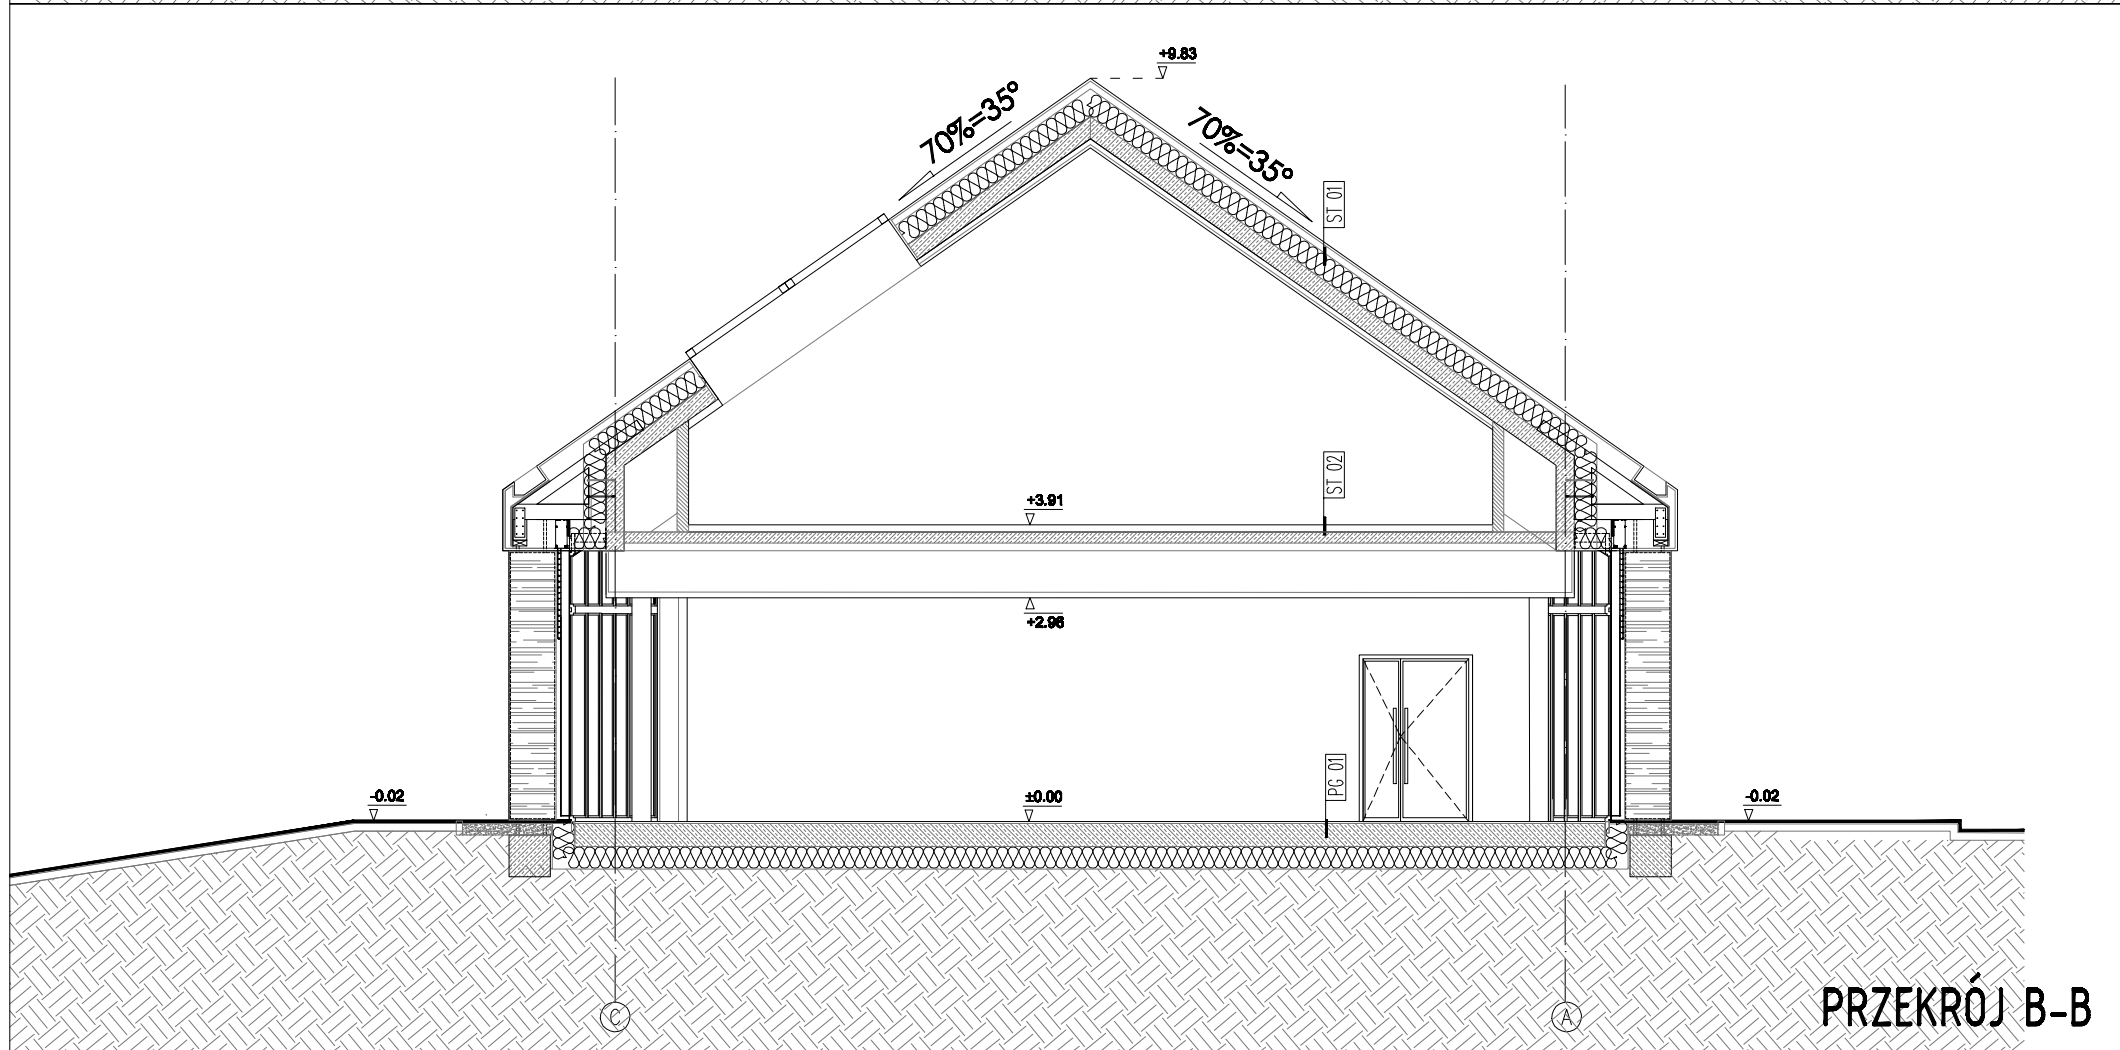 +9.83
70%=35°
70%=35°
ST 01
ST 02
+3.91
+2.96
PG 01
-0.02
±0.00
-0.02
C
A
PRZEKRÓJ B-B